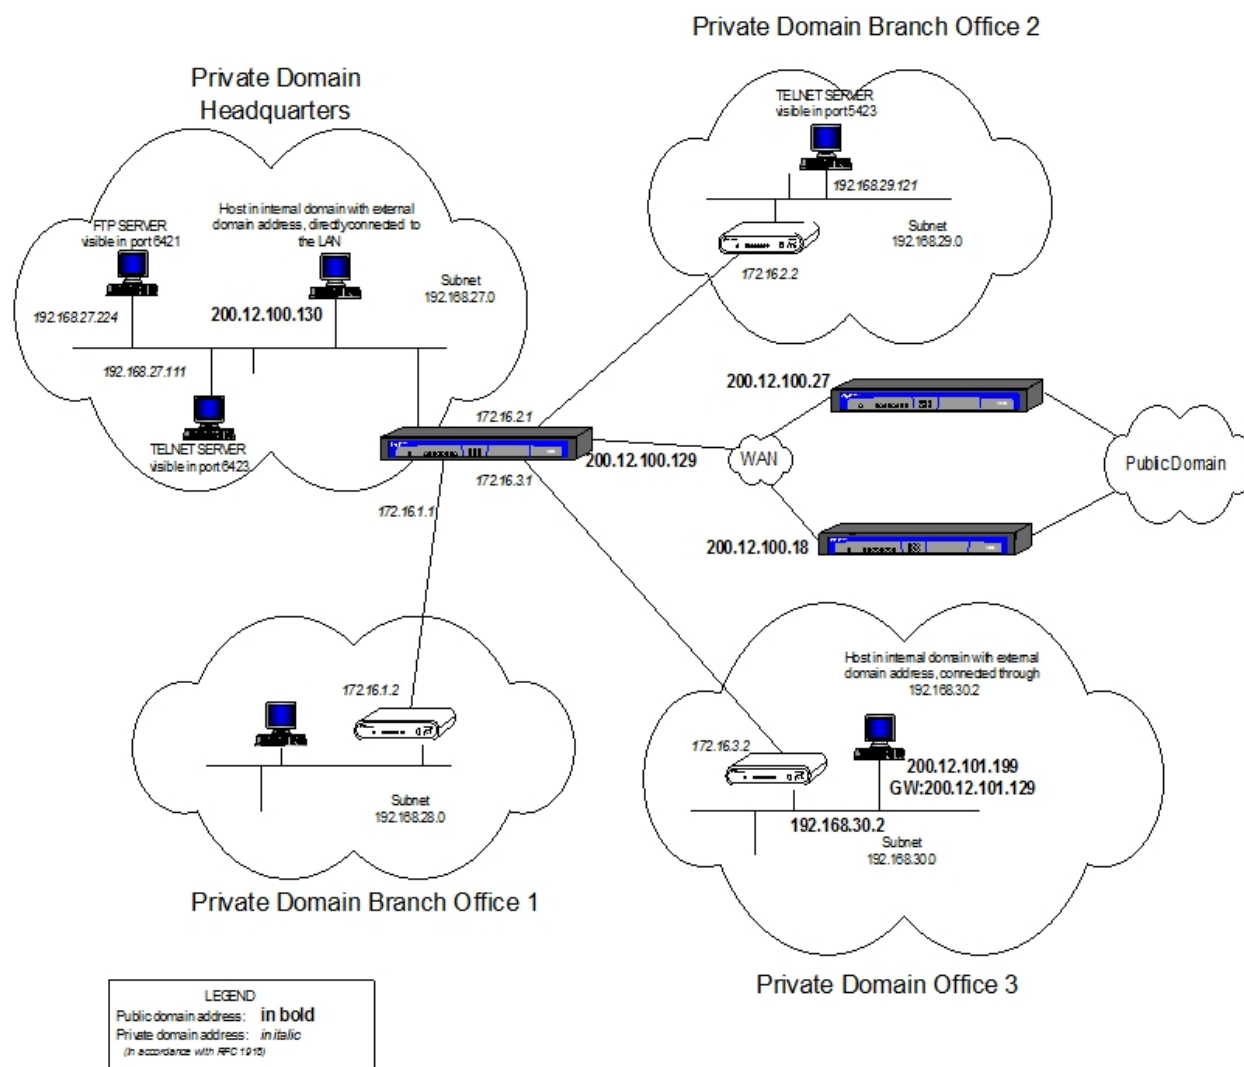 Private Domain Branch Office 2
TELNET SERVER
visible in port 5423
192.168.29.121
Subnet
192.168.29.0
172.16.2.2
Private Domain
Headquarters
Host in internal domain with external
domain address, directly connected to
the LAN
FTP SERVER
visible in port 6421
Subnet
192.168.27.0
192.168.27.224
200.12.100.130
192.168.27.111
TELNET SERVER
visible in port 6423
172.16.2.1
172.16.3.1
172.16.1.1
200.12.100.129
WAN
200.12.100.27
200.12.100.18
Public Domain
172.16.1.2
Subnet
192.168.28.0
Private Domain Branch Office 1
Host in internal domain with external
domain address, connected through
192.168.30.2
172.16.3.2
200.12.101.199
GW:200.12.101.129
192.168.30.2
Subnet
192.168.30.0
Private Domain Office 3
LEGEND
Public domain address: in bold
Private domain address: in italic
(In accordance with RFC 1918)